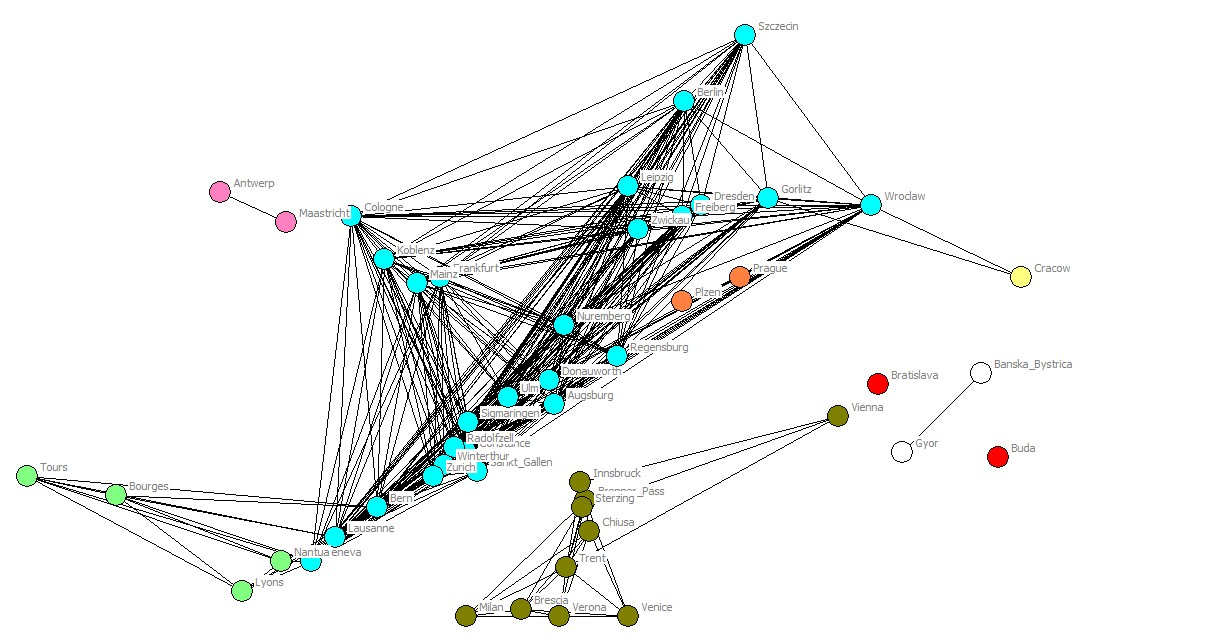 Szczecin
Berlin
Leipzig
Antwerp
Dresden
Gorlitz
Wroclaw
Maastricht
Cologne
Freiberg
Zwickau
Koblenz
Frankfurt
Mainz
Prague
Cracow
Plzen
Nuremberg
Regensburg
Banska_Bystrica
Donauworth
Bratislava
Ulm
Augsburg
Vienna
Sigmaringen
Radolfzell
Constance
Gyor
Buda
Winterthur
Sankt_Gallen
Zurich
Tours
Innsbruck
Bourges
Brenner_Pass
Bern
Sterzing
Chiusa
Lausanne
Nantua
eneva
Trent
Lyons
Milan
Brescia
Verona
Venice